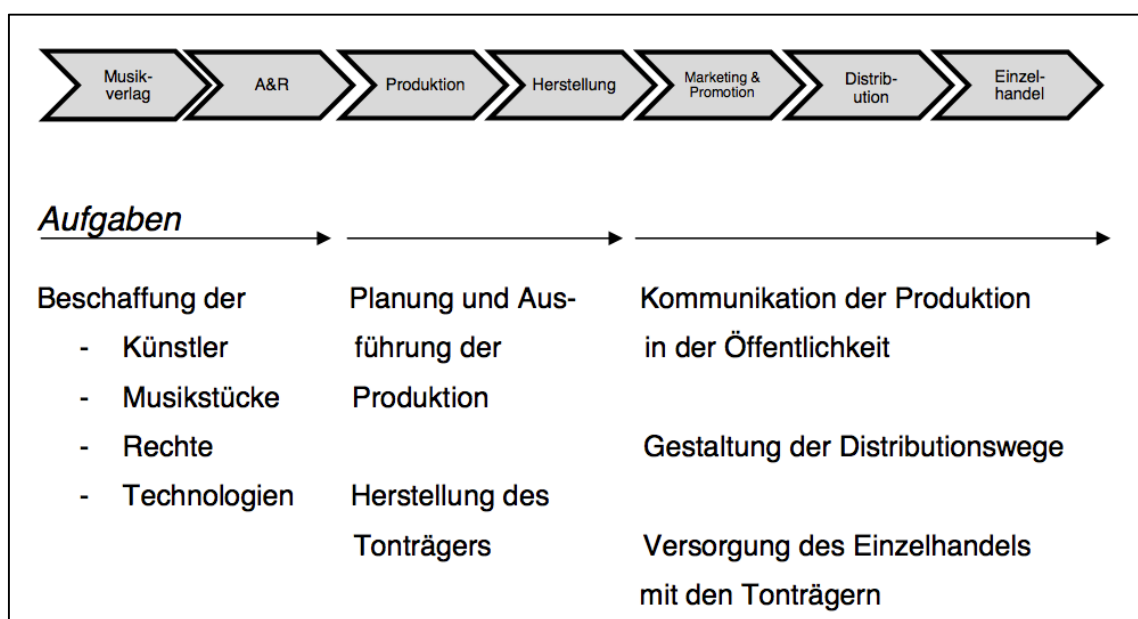 Musik-
verlag
A&R
Produktion
Herstellung
Marketing &
Promotion
Distrib-
ution
Einzel-
handel
Aufgaben
Beschaffung der
- Künstler
- Musikstücke
- Rechte
- Technologien
Planung und Aus-
führung der
Produktion
Herstellung des
Tonträgers
Kommunikation der Produktion
in der Öffentlichkeit
Gestaltung der Distributionswege
Versorgung des Einzelhandels
mit den Tonträgern